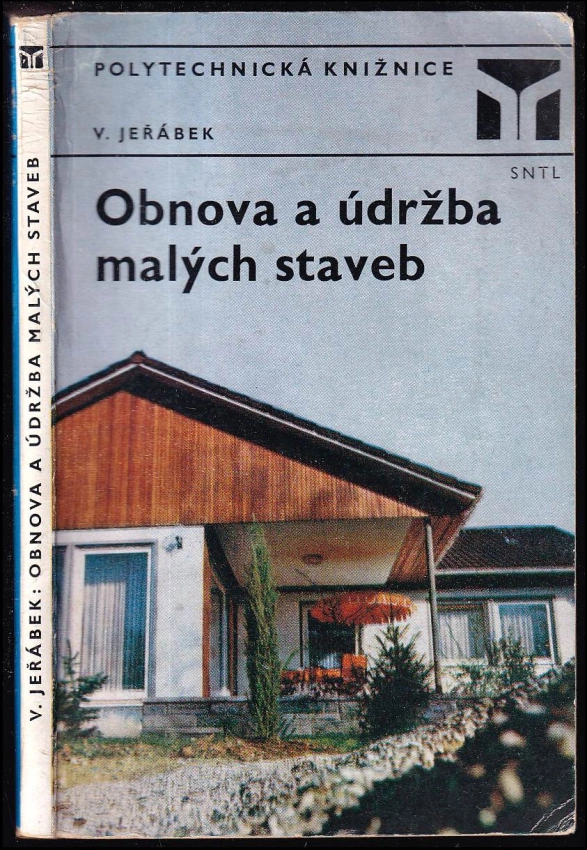 POLYTECHNICKÁ KNIŽNICE
V. JEŘÁBEK
SNTL
Obnova a údržba
malých staveb
V. JEŘÁBEK: OBNOVA A ÚDRŽBA MALÝCH STAVEB